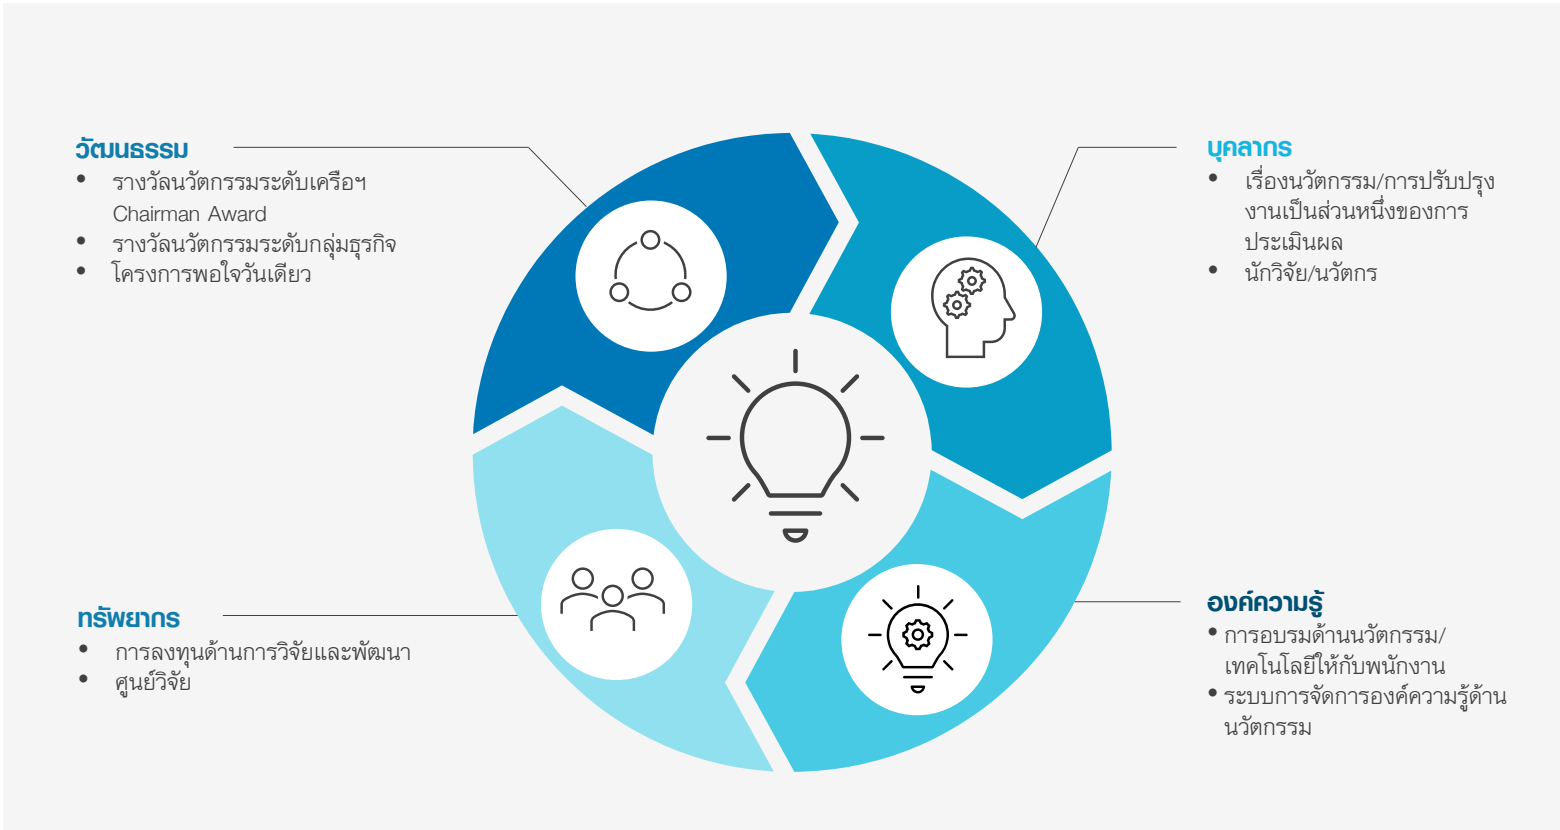 วัฒนธรรม
• รางวัลนวัตกรรมระดับเครือฯ
Chairman Award
• รางวัลนวัตกรรมระดับกลุ่มธุรกิจ
• โครงการพอใจวันเดียว
บุคลากร
• เรื่องนวัตกรรม/การปรับปรุง
งานเป็นส่วนหนึ่งของการ
ประเมินผล
• นักวิจัย/นวัตกร
ทรัพยากร
• การลงทุนด้านการวิจัยและพัฒนา
• ศูนย์วิจัย
องค์ความรู้
• การอบรมด้านนวัตกรรม/
เทคโนโลยีให้กับพนักงาน
• ระบบการจัดการองค์ความรู้ด้าน
นวัตกรรม